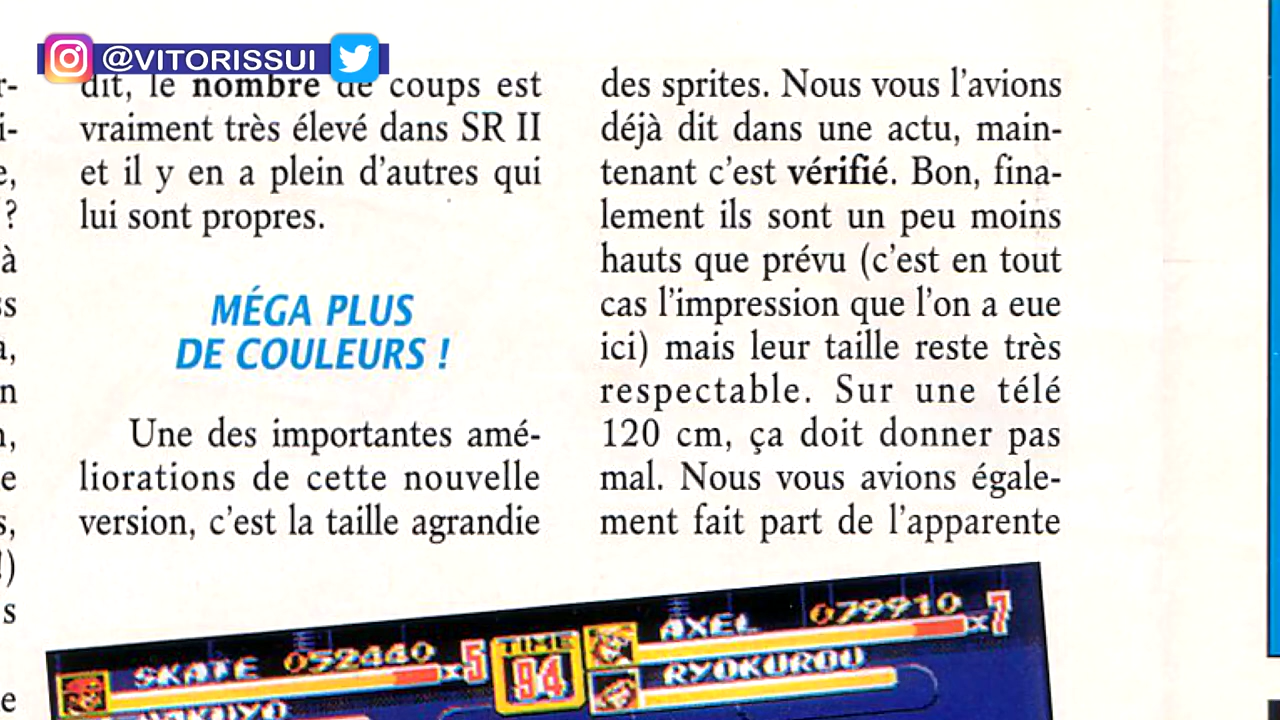 @VITORISSUI
dit, le nombre de coups est
vraiment très élevé dans SR II
et il y en a plein d'autres qui
lui sont propres.
MÉGA PLUS
DE COULEURS !
Une des importantes amé-
liorations de cette nouvelle
version, c'est la taille agrandie
des sprites. Nous vous l'avions
déjà dit dans une actu, main-
tenant c'est vérifié. Bon, fina-
lement ils sont un peu moins
hauts que prévu (c'est en tout
cas l'impression que l'on a eue
ici) mais leur taille reste très
respectable. Sur une télé
120 cm, ça doit donner pas
mal. Nous vous avions égale-
ment fait part de l'apparente
SKATE 052440 x5
TIME
94
AXEL 079910 x7
RYOKUROU